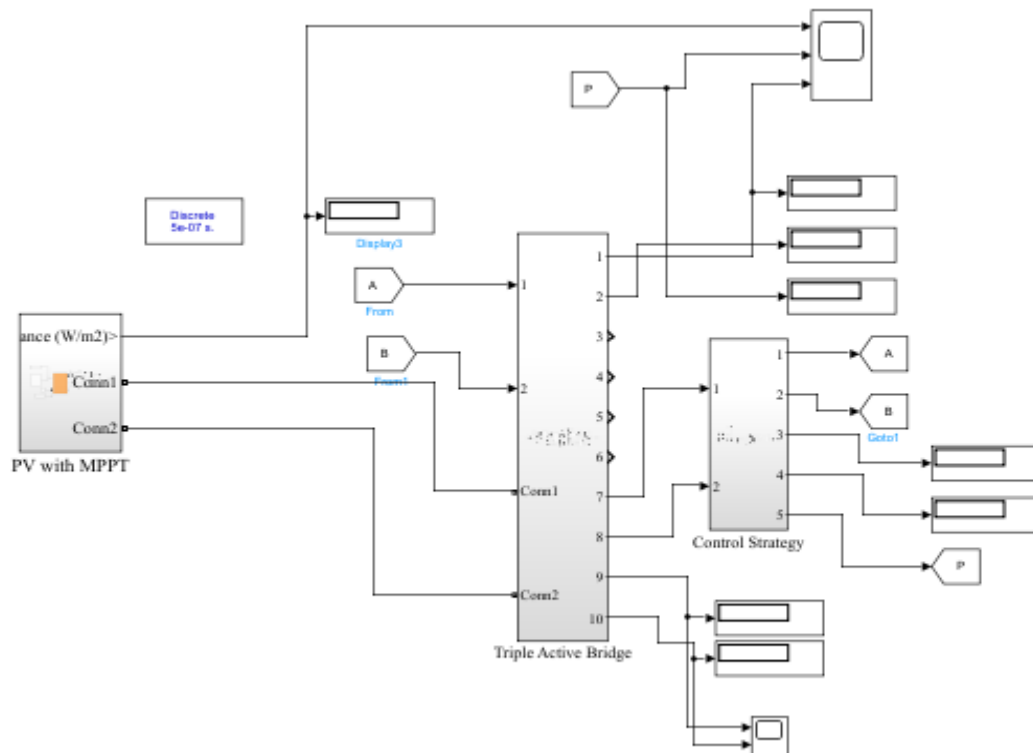 P
Discrete
5e-07 s.
Display3
1
A
1
2
From
ance (W/m2)>
B
3
1
A
Conn1
From1
2
4
1
2
B
5
Goto1
Conn2
6
3
PV with MPPT
Conn1
7
2
4
8
5
Control Strategy
9
P
Conn2
10
Triple Active Bridge